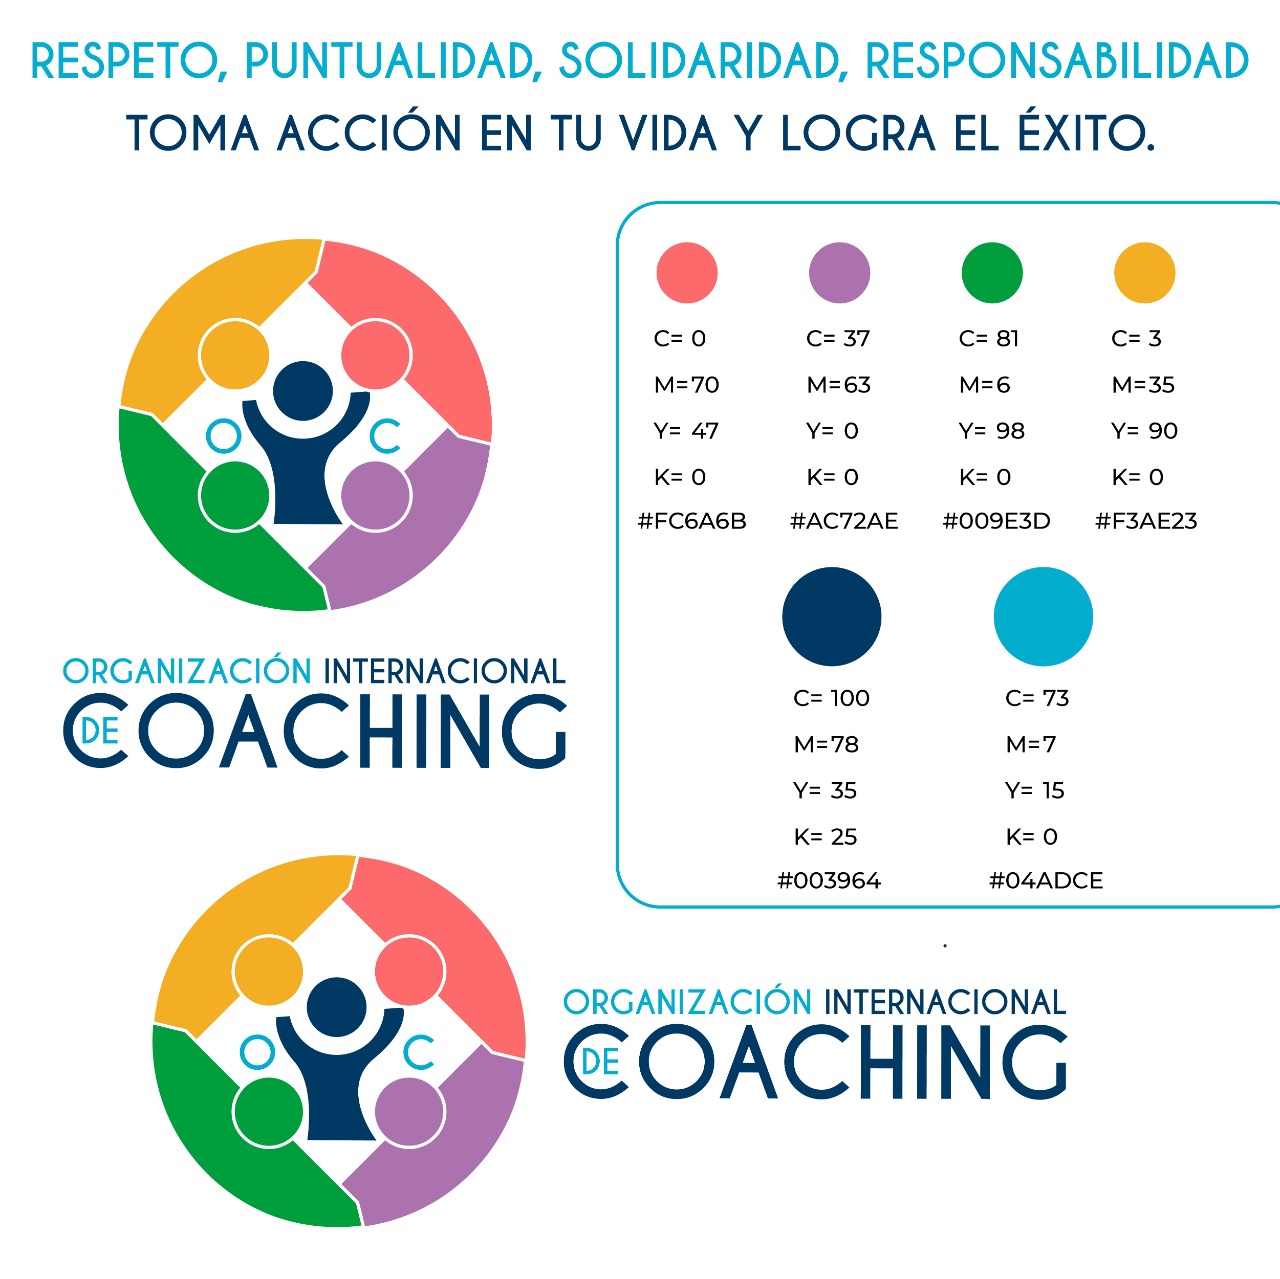 RESPETO, PUNTUALIDAD, SOLIDARIDAD, RESPONSABILIDAD
TOMA ACCIÓN EN TU VIDA Y LOGRA EL ÉXITO.
O C
ORGANIZACIÓN INTERNACIONAL
DE COACHING
C= 0 C= 37 C= 81 C= 3
M=70 M=63 M=6 M=35
Y= 47 Y= 0 Y= 98 Y= 90
K= 0 K= 0 K= 0 K= 0
#FC6A6B #AC72AE #009E3D #F3AE23
C= 100 C= 73
M=78 M=7
Y= 35 Y= 15
K= 25 K= 0
#003964 #04ADCE
O C
ORGANIZACIÓN INTERNACIONAL
DE COACHING